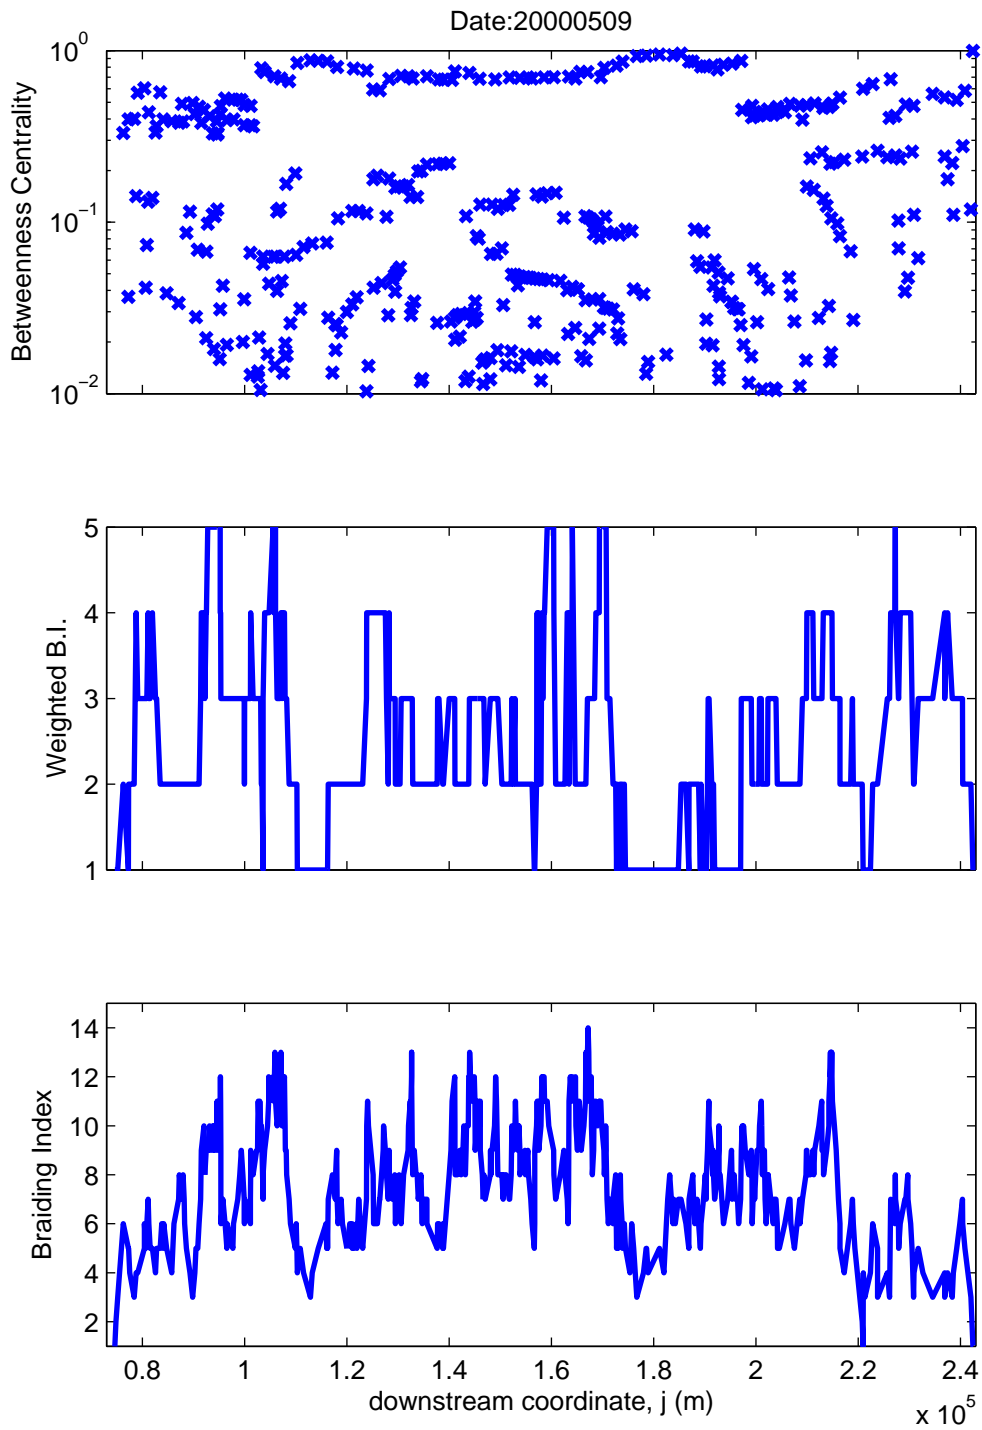 Date:20000509
10^0
10^−1
10^−2
Betweenness Centrality
5
4
3
2
1
Weighted B.I.
14
12
10
8
6
4
2
Braiding Index
0.8 1 1.2 1.4 1.6 1.8 2 2.2 2.4
downstream coordinate, j (m)
x 10^5